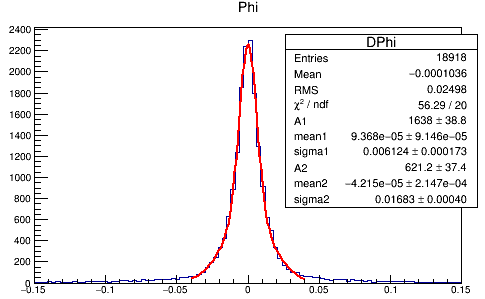 Phi
DPhi
Entries 18918
Mean −0.0001036
RMS 0.02498
χ² / ndf 56.29 / 20
A1 1638 ± 38.8
mean1 9.368e−05 ± 9.146e−05
sigma1 0.006124 ± 0.000173
A2 621.2 ± 37.4
mean2 −4.215e−05 ± 2.147e−04
sigma2 0.01683 ± 0.00040
2400
2200
2000
1800
1600
1400
1200
1000
800
600
400
200
0
−0.15 −0.1 −0.05 0 0.05 0.1 0.15